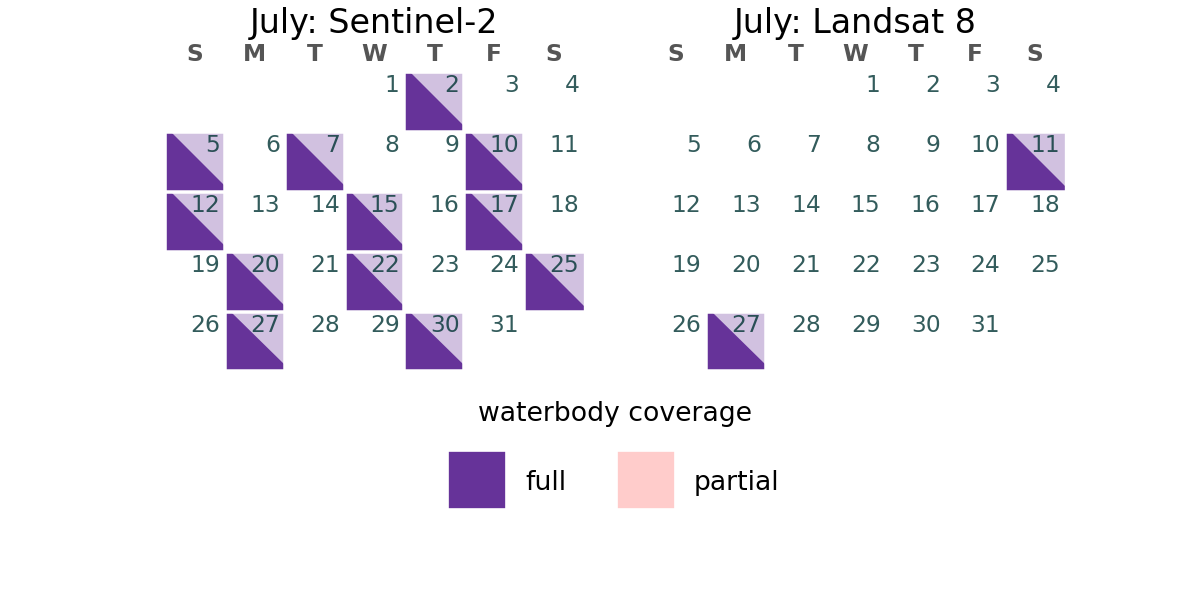 July: Sentinel-2
S M T W T F S
1 2 3 4
5 6 7 8 9 10 11
12 13 14 15 16 17 18
19 20 21 22 23 24 25
26 27 28 29 30 31
July: Landsat 8
S M T W T F S
1 2 3 4
5 6 7 8 9 10 11
12 13 14 15 16 17 18
19 20 21 22 23 24 25
26 27 28 29 30 31
waterbody coverage
full partial